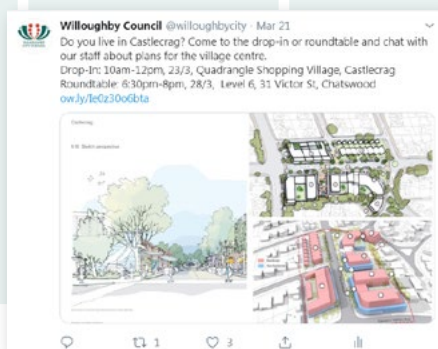 Willoughby Council @willoughbycity · Mar 21
Do you live in Castlecrag? Come to the drop-in or roundtable and chat with
our staff about plans for the village centre.
Drop-In: 10am-12pm, 23/3, Quadrangle Shopping Village, Castlecrag
Roundtable: 6:30pm-8pm, 28/3, Level 6, 31 Victor St, Chatswood
ow.ly/Ie0z30o6bta
Castlecrag
1
3